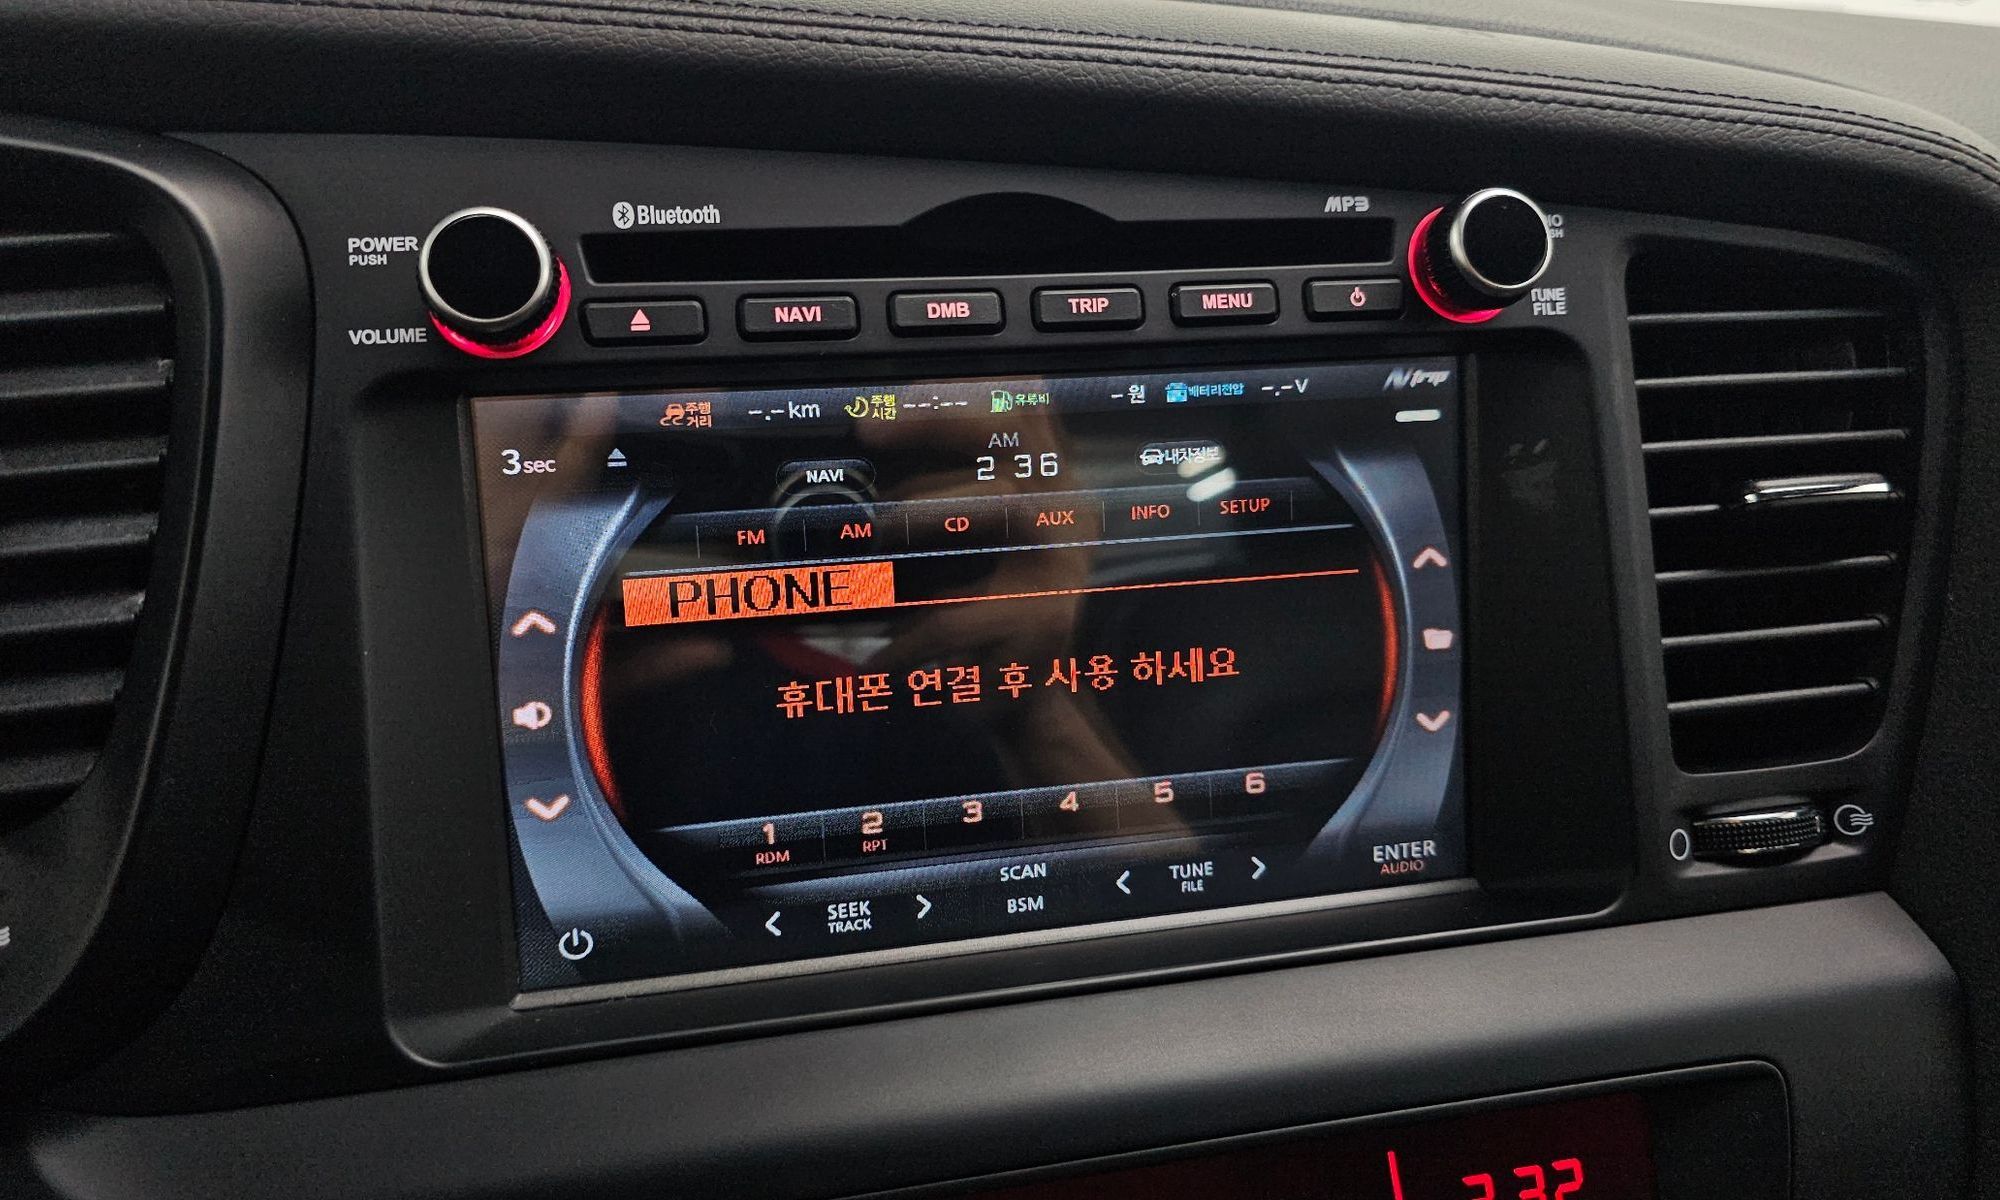 Bluetooth
MP3
POWER
PUSH
VOLUME
TUNE
FILE
NAVI
DMB
TRIP
MENU
주행
거리
-.-km
주행
시간
--:--
유류비
-원
배터리전압
-.-V
trip
3sec
NAVI
AM
2 36
내차정보
FM
AM
CD
AUX
INFO
SETUP
PHONE
휴대폰 연결 후 사용 하세요
1
RDM
2
RPT
3
4
5
6
SEEK
TRACK
SCAN
BSM
TUNE
FILE
ENTER
AUDIO